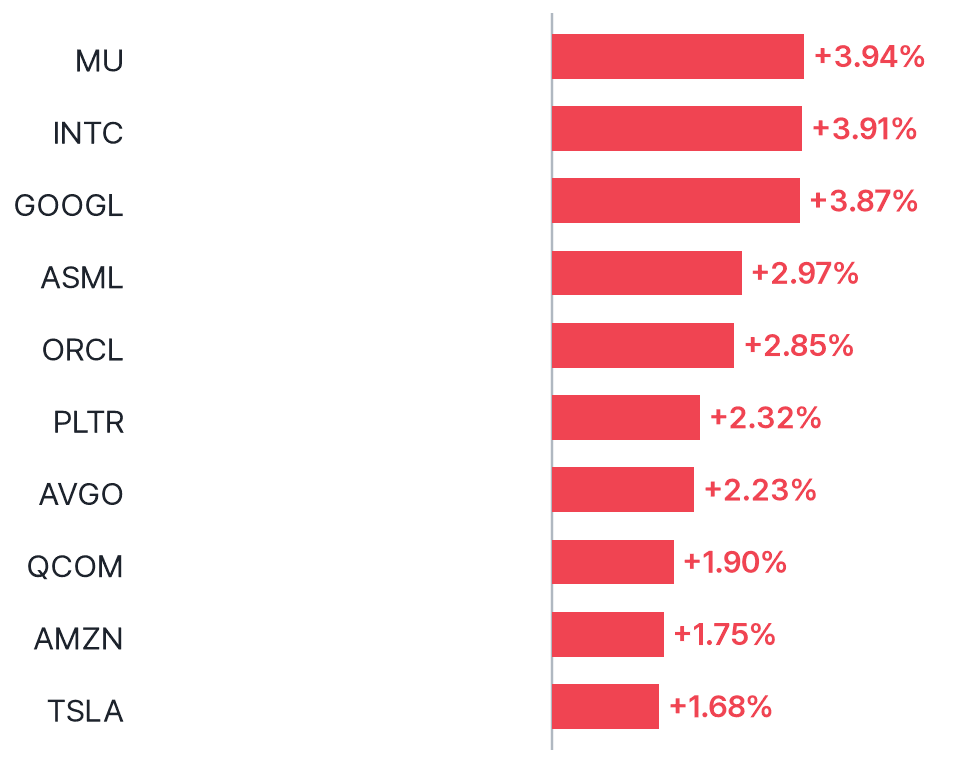 MU +3.94%
INTC +3.91%
GOOGL +3.87%
ASML +2.97%
ORCL +2.85%
PLTR +2.32%
AVGO +2.23%
QCOM +1.90%
AMZN +1.75%
TSLA +1.68%